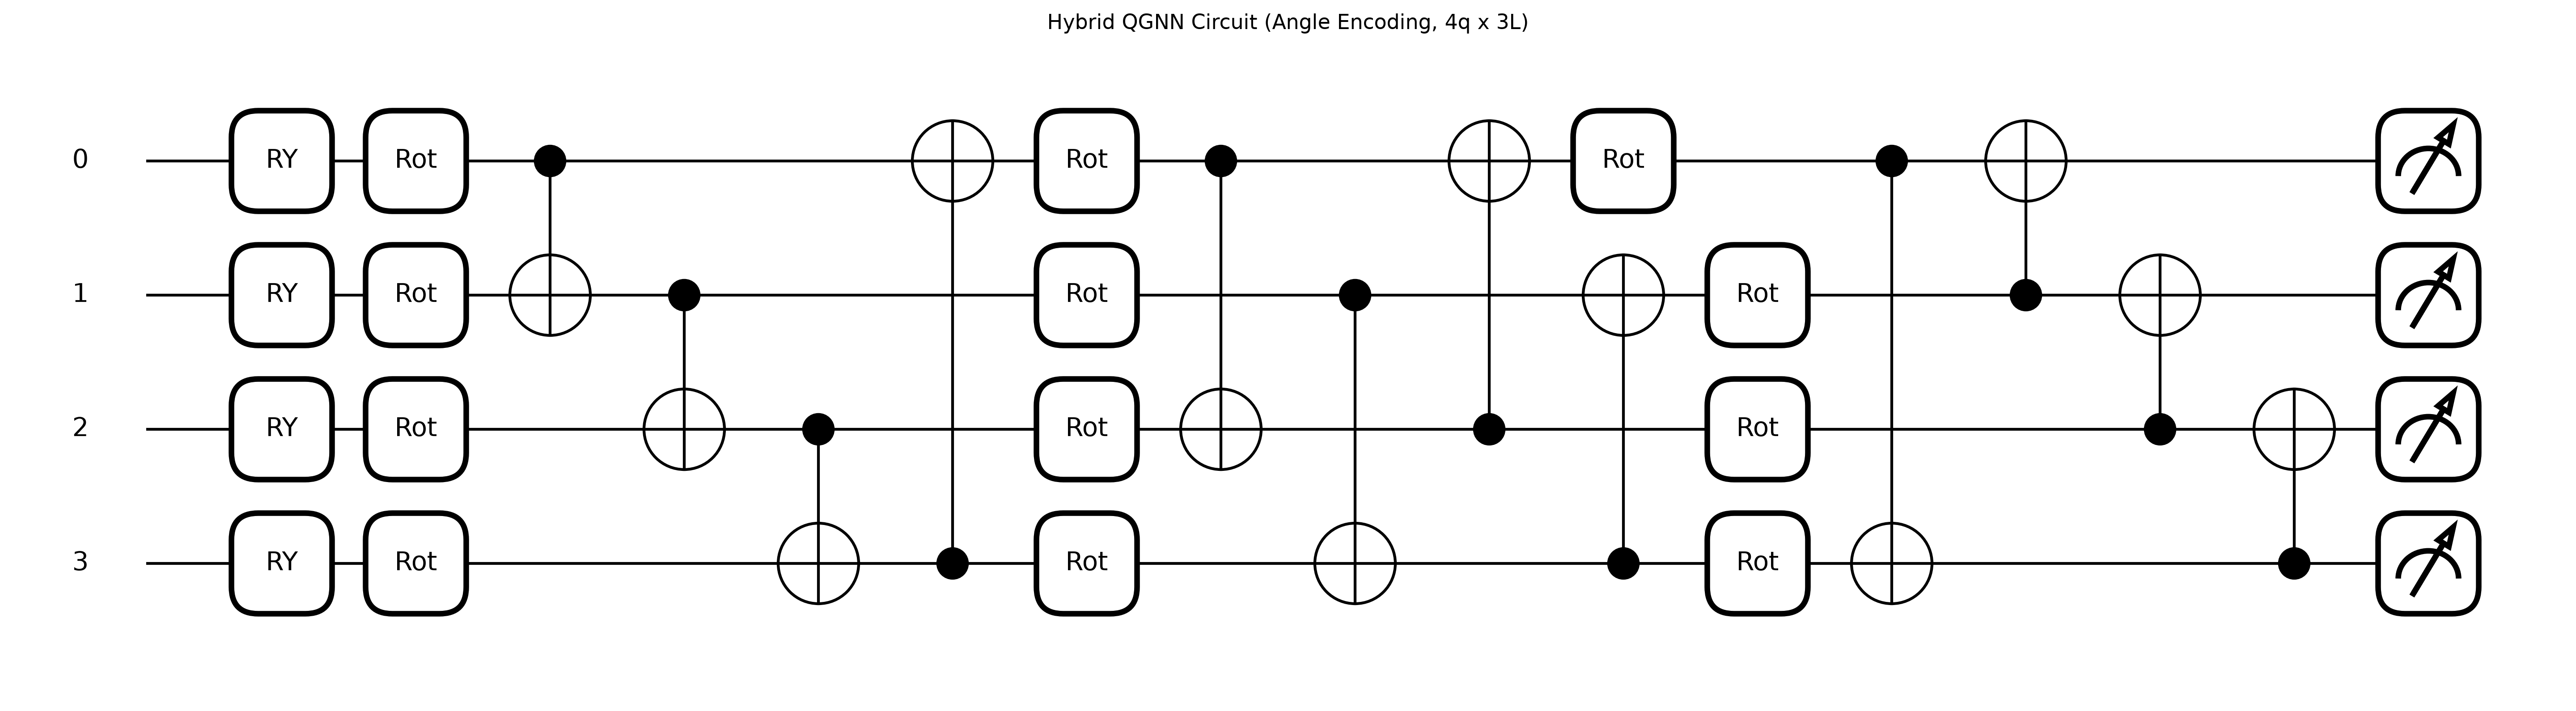 Hybrid QGNN Circuit (Angle Encoding, 4q x 3L)
0 RY Rot Rot Rot
1 RY Rot Rot Rot
2 RY Rot Rot Rot
3 RY Rot Rot Rot